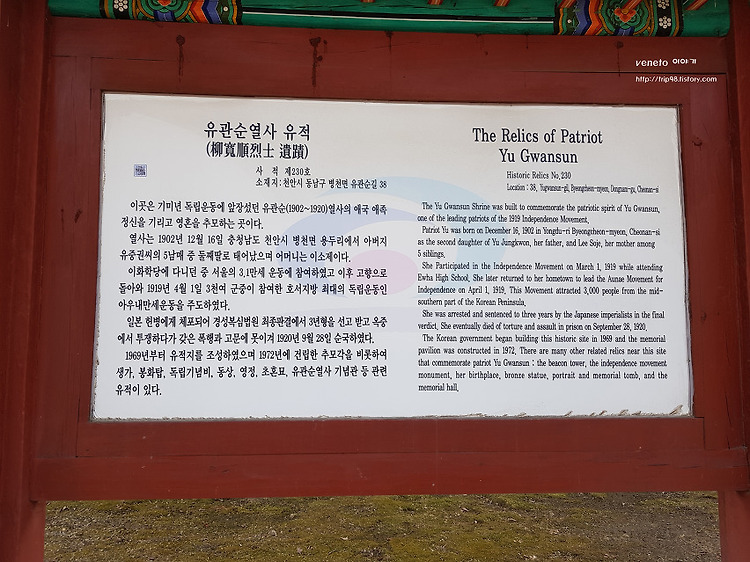 veneto 이야기
http://trip98.tistory.com/
유관순열사 유적
(柳寬順烈士 遺蹟)
사 적 제230호
소재지 : 천안시 동남구 병천면 유관순길 38
이곳은 기미년 독립운동에 앞장섰던 유관순(1902~1920)열사의 애국 애족
정신을 기리고 영혼을 추모하는 곳이다.
열사는 1902년 12월 16일 충청남도 천안시 병천면 용두리에서 아버지
유중권씨의 5남매 중 둘째딸로 태어났으며 어머니는 이소제이다.
이화학당에 다니던 중 서울의 3.1만세 운동에 참여하였고 이후 고향으로
돌아와 1919년 4월 1일 3천여 군중이 참여한 호서지방 최대의 독립운동인
아우내만세운동을 주도하였다.
일본 헌병에게 체포되어 경성복심법원 최종판결에서 3년형을 선고 받고 옥중
에서 투쟁하다가 갖은 폭행과 고문에 못이겨 1920년 9월 28일 순국하였다.
1969년부터 유적지를 조성하였으며 1972년에 건립한 추모각을 비롯하여
생가, 봉화탑, 독립기념비, 동상, 영정, 초혼묘, 유관순열사 기념관 등 관련
유적이 있다.
The Relics of Patriot
Yu Gwansun
Historic Relics No.230
Location : 38, Yugwansun-gil, Byeongcheon-myeon, Dongnam-gu, Cheonan-si
The Yu Gwansun Shrine was built to commemorate the patriotic spirit of Yu Gwansun,
one of the leading patriots of the 1919 Independence Movement.
Patriot Yu was born on December 16, 1902 in Yongdu-ri Byeongcheon-myeon, Cheonan-si
as the second daughter of Yu Jungkwon, her father, and Lee Soje, her mother among
5 siblings.
She Participated in the Independence Movement on March 1, 1919 while attending
Ewha High School. She later returned to her hometown to lead the Aunae Movement for
Independence on April 1, 1919. This Movement attracted 3,000 people from the mid-
southern part of the Korean Peninsula.
She was arrested and sentenced to three years by the Japanese imperialists in the final
verdict. She eventually died of torture and assault in prison on September 28, 1920.
The Korean government began building this historic site in 1969 and the memorial
pavilion was constructed in 1972. There are many other related relics near this site
that commemorate patriot Yu Gwansun : the beacon tower, the independence movement
monument, her birthplace, bronze statue, portrait and memorial tomb, and the
memorial hall.